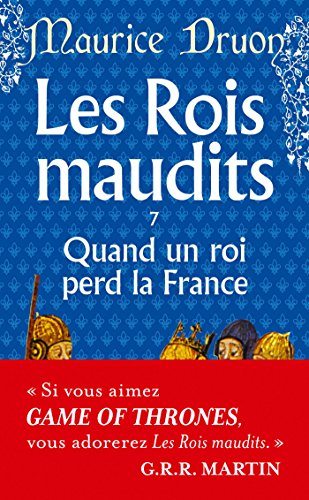 Maurice Druon
Les Rois
maudits
7
Quand un roi
perd la France
« Si vous aimez
GAME OF THRONES,
vous adorerez Les Rois maudits. »
G.R.R. MARTIN